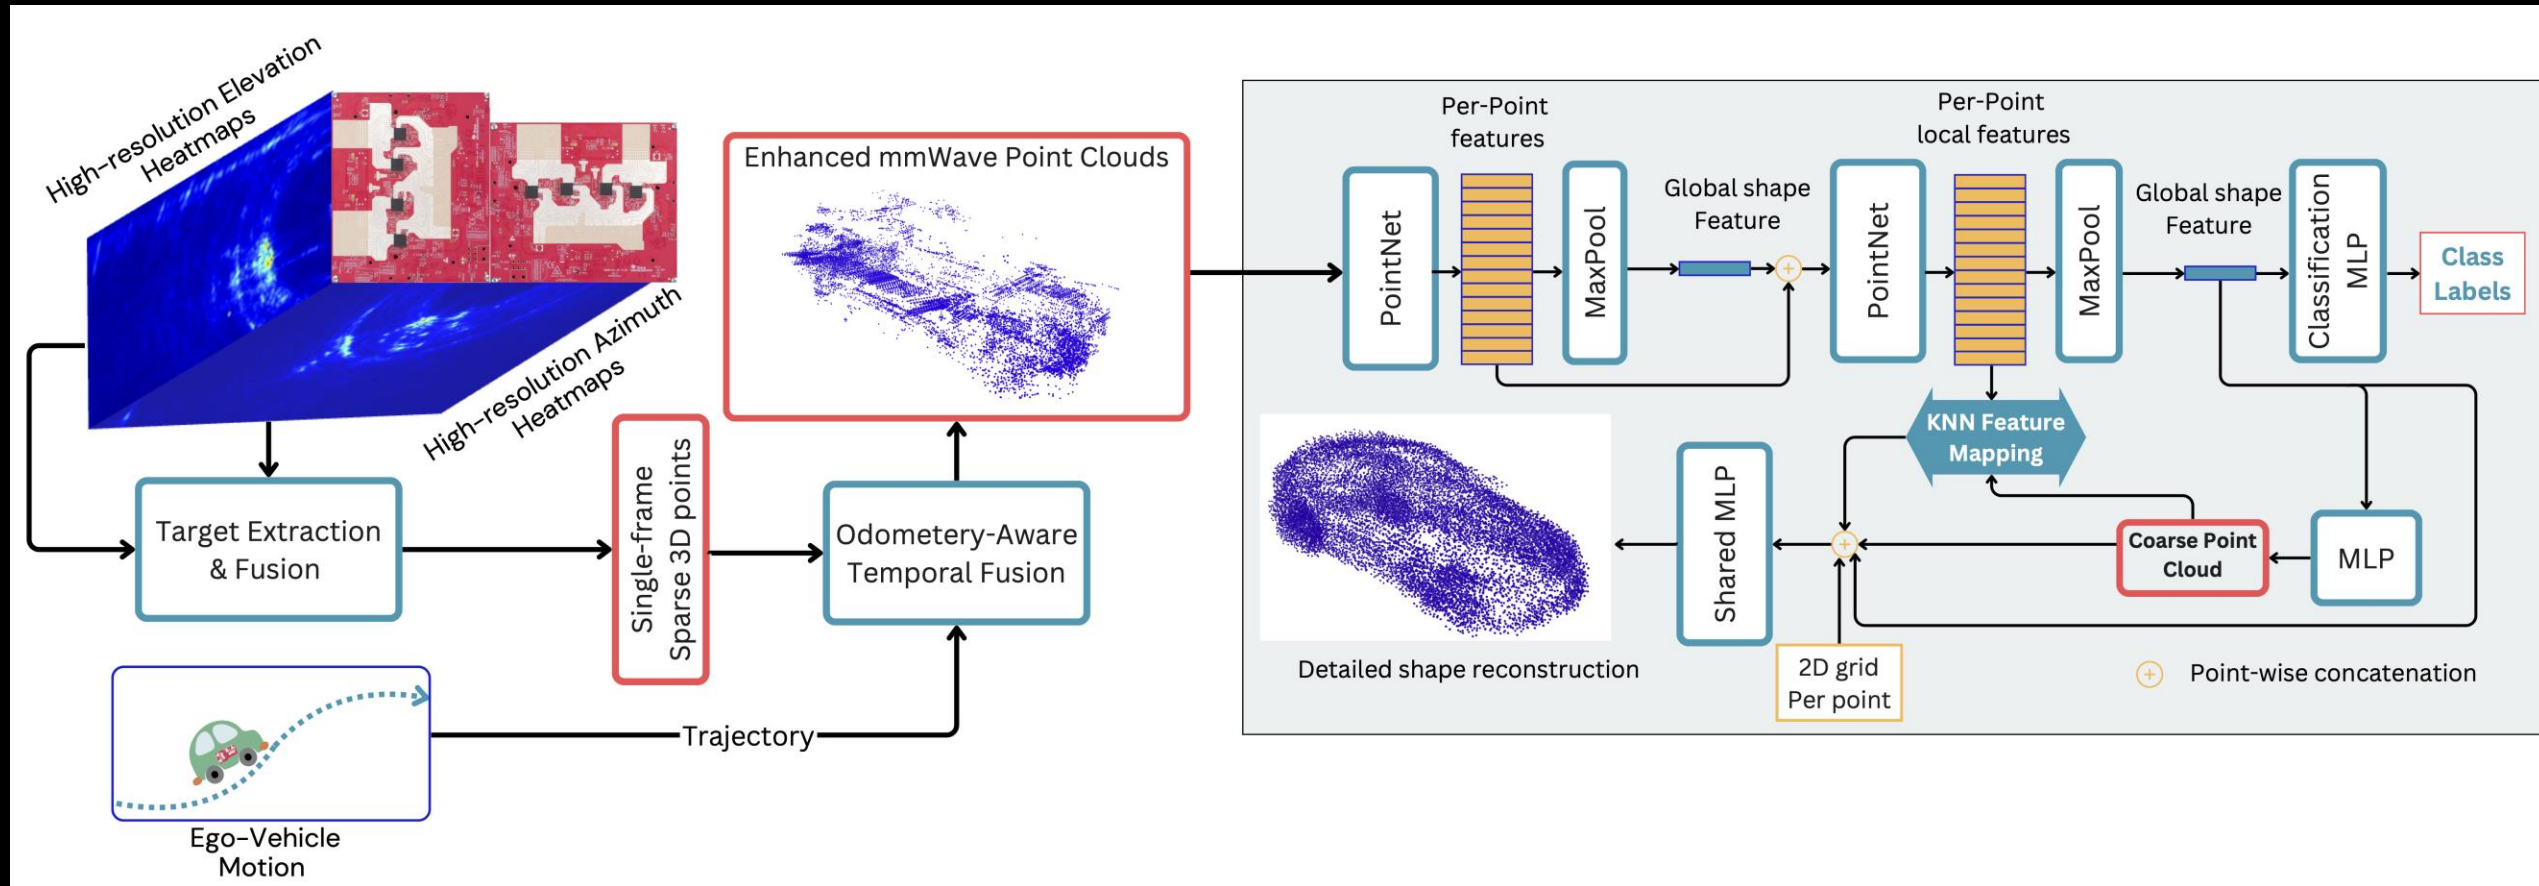 High-resolution Elevation
Heatmaps
High-resolution Azimuth
Heatmaps
Target Extraction
& Fusion
Ego-Vehicle
Motion
Trajectory
Single-frame
Sparse 3D points
Odometery-Aware
Temporal Fusion
Enhanced mmWave Point Clouds
PointNet
Per-Point
features
MaxPool
Global shape
Feature
PointNet
Per-Point
local features
MaxPool
Global shape
Feature
Classification
MLP
Class
Labels
KNN Feature
Mapping
MLP
Coarse Point
Cloud
2D grid
Per point
Shared MLP
Detailed shape reconstruction
Point-wise concatenation